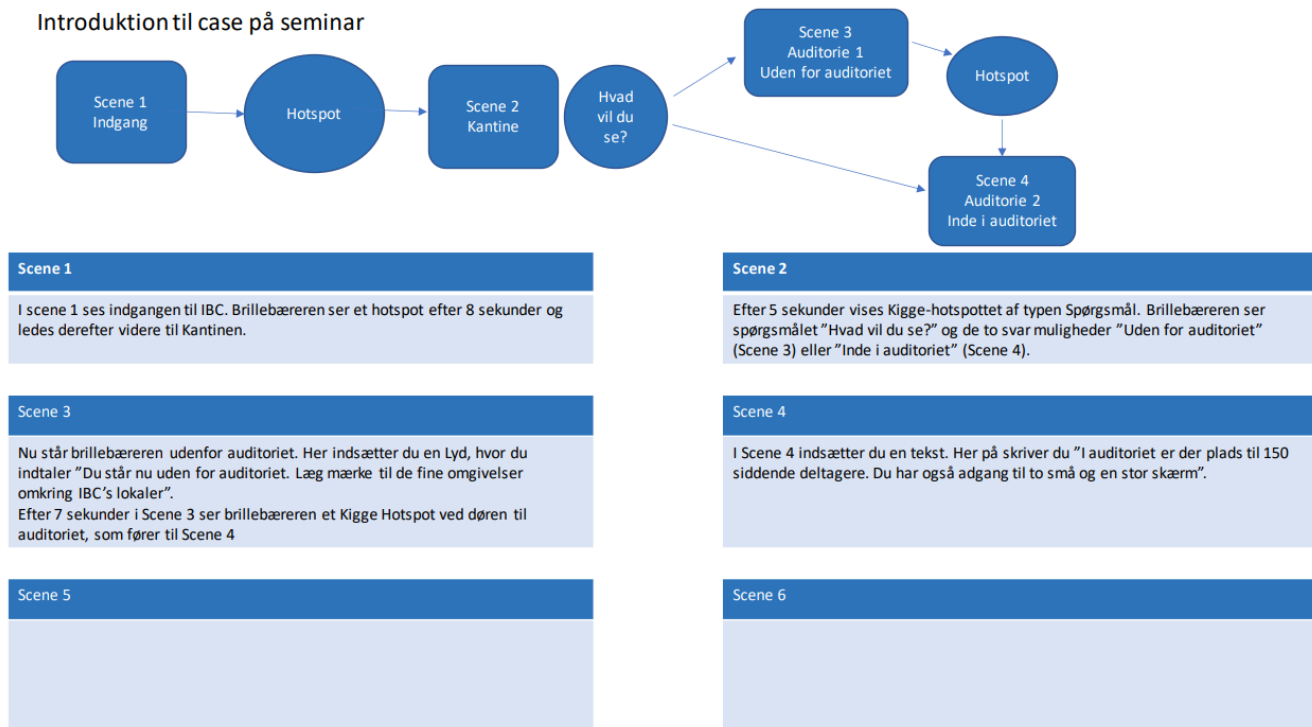 Introduktion til case på seminar
Scene 1
Indgang
Hotspot
Scene 2
Kantine
Hvad
vil du
se?
Scene 3
Auditorie 1
Uden for auditoriet
Hotspot
Scene 4
Auditorie 2
Inde i auditoriet
Scene 1
I scene 1 ses indgangen til IBC. Brillebæreren ser et hotspot efter 8 sekunder og
ledes derefter videre til Kantinen.
Scene 2
Efter 5 sekunder vises Kigge-hotspottet af typen Spørgsmål. Brillebæreren ser
spørgsmålet ”Hvad vil du se?” og de to svar muligheder ”Uden for auditoriet”
(Scene 3) eller ”Inde i auditoriet” (Scene 4).
Scene 3
Nu står brillebæreren udenfor auditoriet. Her indsætter du en Lyd, hvor du
indtaler ”Du står nu uden for auditoriet. Læg mærke til de fine omgivelser
omkring IBC’s lokaler”.
Efter 7 sekunder i Scene 3 ser brillebæreren et Kigge Hotspot ved døren til
auditoriet, som fører til Scene 4
Scene 4
I Scene 4 indsætter du en tekst. Her på skriver du ”I auditoriet er der plads til 150
siddende deltagere. Du har også adgang til to små og en stor skærm”.
Scene 5
Scene 6